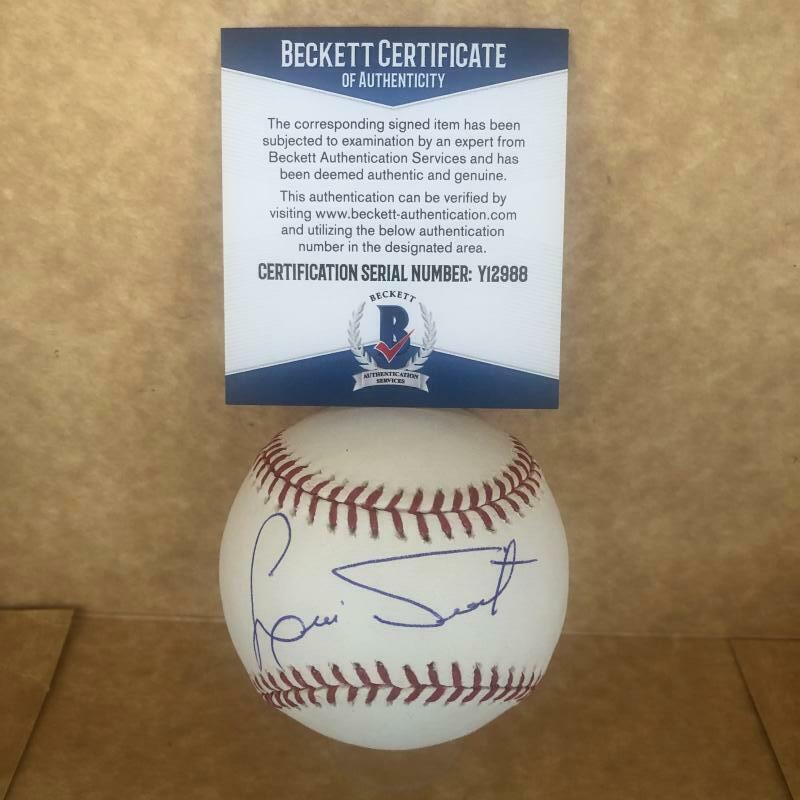 BECKETT CERTIFICATE
OF AUTHENTICITY
The corresponding signed item has been
subjected to examination by an expert from
Beckett Authentication Services and has
been deemed authentic and genuine.
This authentication can be verified by
visiting www.beckett-authentication.com
and utilizing the below authentication
number in the designated area.
CERTIFICATION SERIAL NUMBER: Y12988
BECKETT
B
AUTHENTICATION
SERVICES